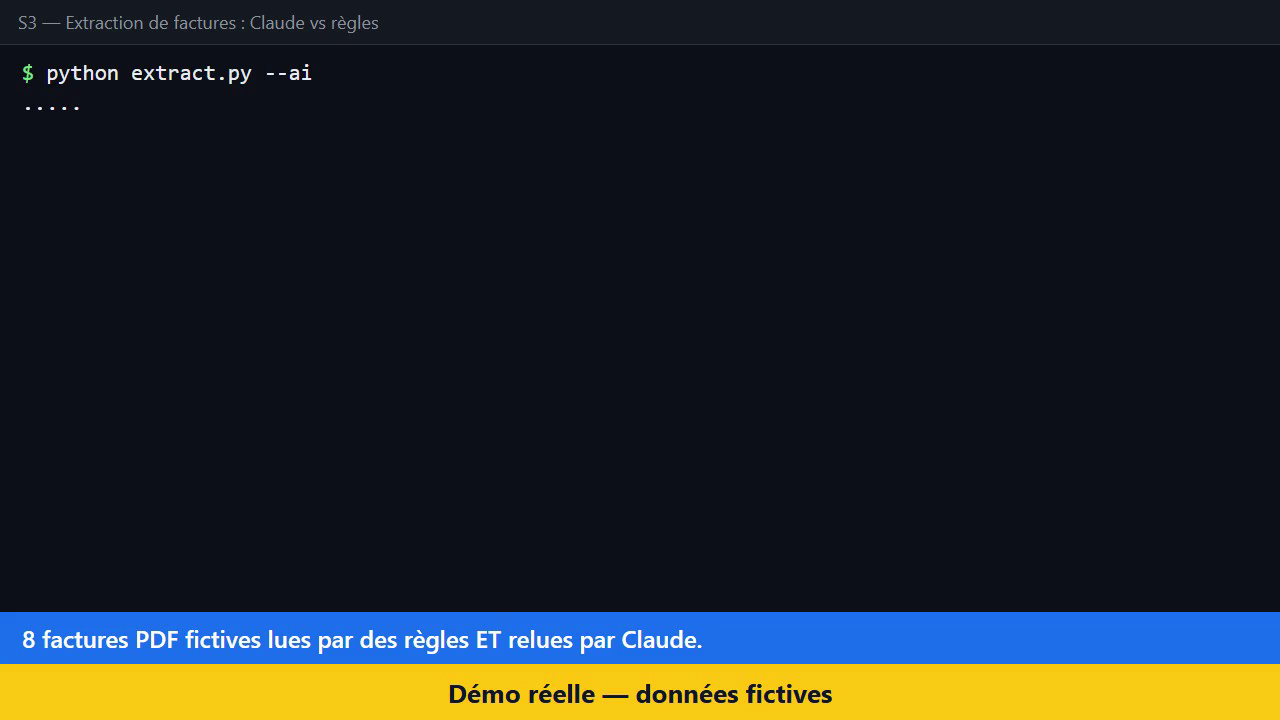 S3 — Extraction de factures : Claude vs règles
$ python extract.py --ai
.....
8 factures PDF fictives lues par des règles ET relues par Claude.
Démo réelle — données fictives